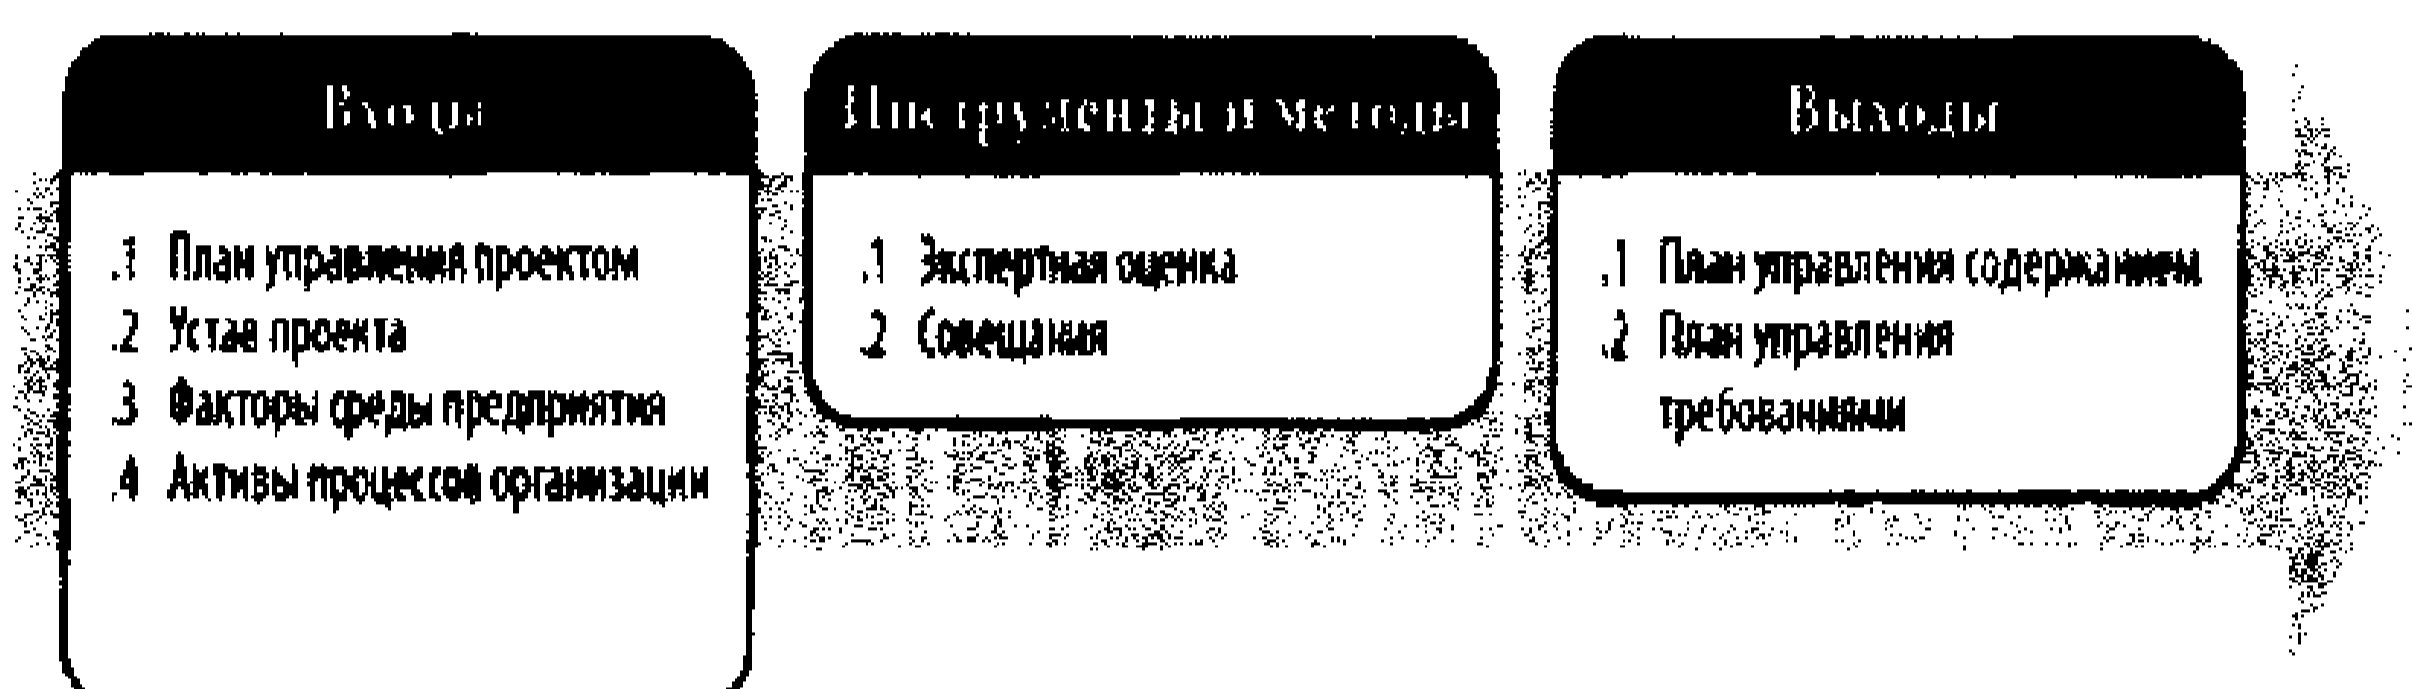 Входы
.1 План управления проектом
.2 Устав проекта
.3 Факторы среды предприятия
.4 Активы процессов организации
Инструменты и методы
.1 Экспертная оценка
.2 Совещания
Выходы
.1 План управления содержанием
.2 План управления
требованиями